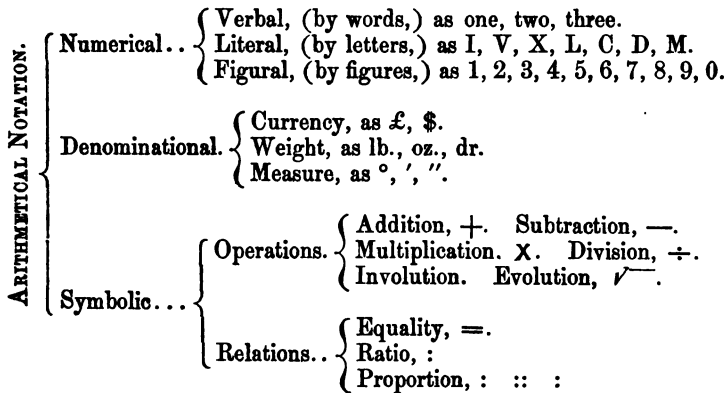 ARITHMETICAL NOTATION.
Numerical..
Verbal, (by words,) as one, two, three.
Literal, (by letters,) as I, V, X, L, C, D, M.
Figural, (by figures,) as 1, 2, 3, 4, 5, 6, 7, 8, 9, 0.
Denominational.
Currency, as £, $.
Weight, as lb., oz., dr.
Measure, as °, ′, ″.
Symbolic...
Operations.
Addition, +. Subtraction, —.
Multiplication. X. Division, ÷.
Involution. Evolution, √.
Relations..
Equality, =.
Ratio, :
Proportion, : :: :